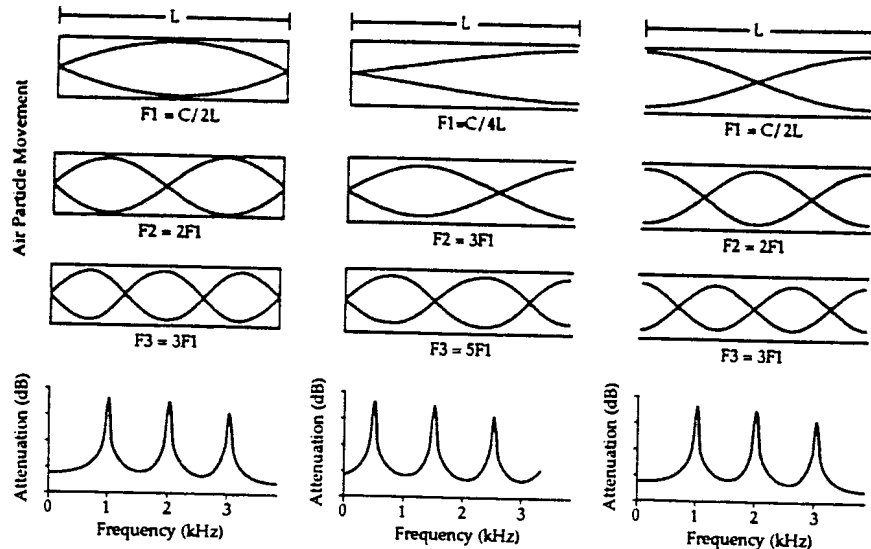 L L L
Air Particle Movement
F1 = C/2L F1=C/4L F1 = C/2L
F2 = 2F1 F2 = 3F1 F2 = 2F1
F3 = 3F1 F3 = 5F1 F3 = 3F1
Attenuation (dB) Attenuation (dB) Attenuation (dB)
0 1 2 3 0 1 2 3 0 1 2 3
Frequency (kHz) Frequency (kHz) Frequency (kHz)